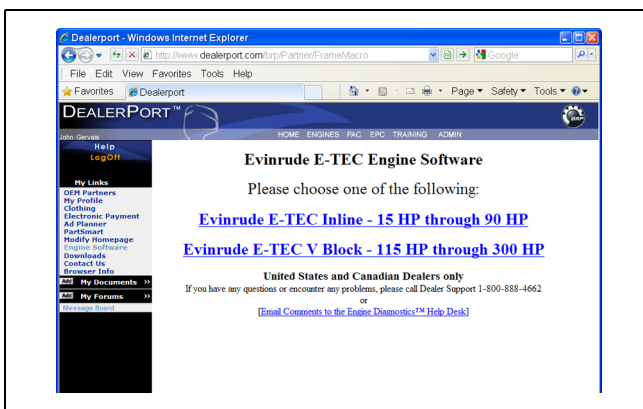 Dealerport - Windows Internet Explorer
http://www.dealerport.com/brp/Partner/FrameMacro
Google
File Edit View Favorites Tools Help
Favorites Dealerport
Page Safety Tools
DEALERPORT™
brp
John Gervais
HOME ENGINES PAC EPC TRAINING ADMIN
Help
LogOff
My Links
OEM Partners
My Profile
Clothing
Electronic Payment
Ad Planner
PartSmart
Modify Homepage
Engine Software
Downloads
Contact Us
Browser Info
Add My Documents »
Add My Forums »
Message Board
Evinrude E-TEC Engine Software
Please choose one of the following:
Evinrude E-TEC Inline - 15 HP through 90 HP
Evinrude E-TEC V Block - 115 HP through 300 HP
United States and Canadian Dealers only
If you have any questions or encounter any problems, please call Dealer Support 1-800-888-4662
or
[Email Comments to the Engine Diagnostics™ Help Desk]